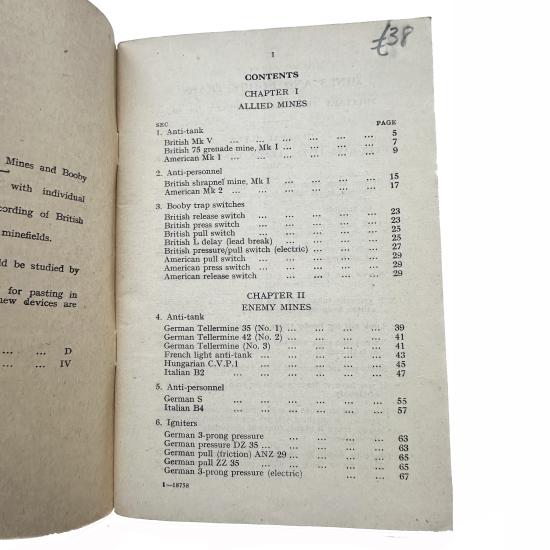 Mines and Booby
with individual
cording of British
minefields.
ld be studied by
for pasting in
new devices are
... ... D
... ... IV
£38
1
CONTENTS
CHAPTER I
ALLIED MINES
SEC PAGE
1. Anti-tank
British Mk V ... ... ... ... ... 5
British 75 grenade mine, Mk I ... ... ... ... 7
American Mk I ... ... ... ... ... 9
2. Anti-personnel
British shrapnel mine, Mk I ... ... ... ... 15
American Mk 2 ... ... ... ... ... 17
3. Booby trap switches
British release switch ... ... ... ... 23
British press switch ... ... ... ... 23
British pull switch ... ... ... ... 25
British L delay (lead break) ... ... ... ... 25
British pressure/pull switch (electric) ... ... ... 27
American pull switch ... ... ... ... 29
American press switch ... ... ... ... 29
American release switch ... ... ... ... 29
CHAPTER II
ENEMY MINES
4. Anti-tank
German Tellermine 35 (No. 1) ... ... ... ... 39
German Tellermine 42 (No. 2) ... ... ... ... 41
German Tellermine (No. 3) ... ... ... ... 41
French light anti-tank ... ... ... ... ... 43
Hungarian C.V.P.1 ... ... ... ... 45
Italian B2 ... ... ... ... ... 47
5. Anti-personnel
German S ... ... ... ... ... 55
Italian B4 ... ... ... ... ... 57
6. Igniters
German 3-prong pressure ... ... ... ... 63
German pressure DZ 35 ... ... ... ... ... 63
German pull (friction) ANZ 29 ... ... ... ... 65
German pull ZZ 35 ... ... ... ... 65
German 3-prong pressure (electric) ... ... ... 67
1—18758